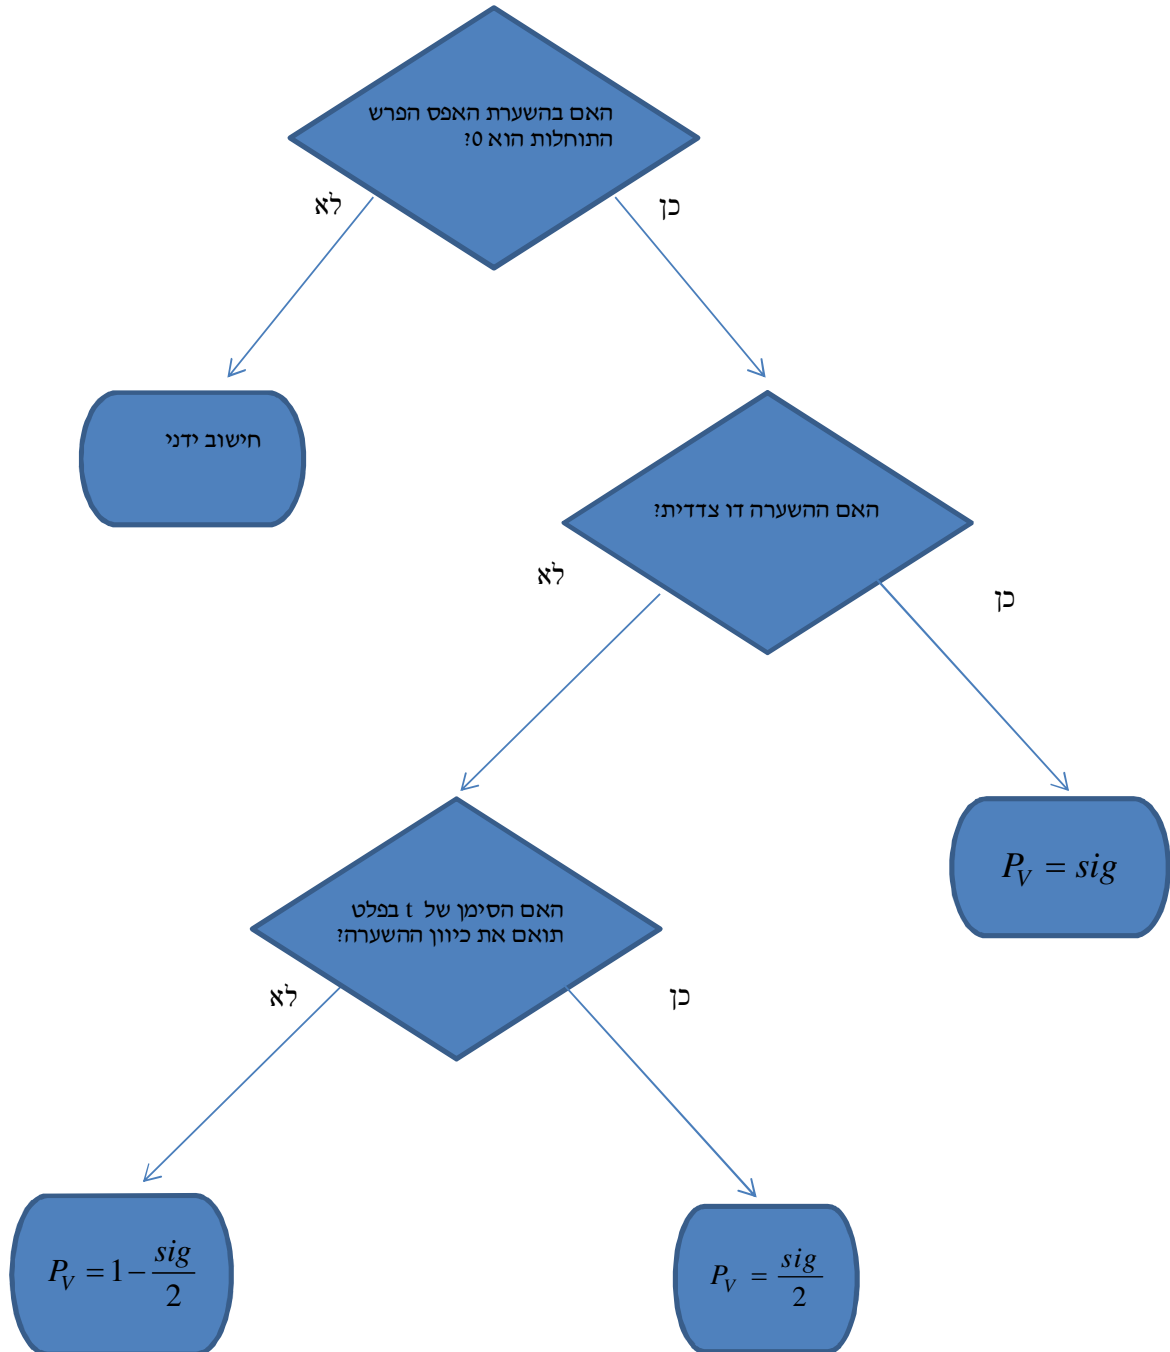 האם בהשערת האפס הפרש
התוחלות הוא 0?
לא
כן
חישוב ידני
האם ההשערה דו צדדית?
לא
כן
P_V = sig
האם הסימן של t בפלט
תואם את כיוון ההשערה?
לא
כן
P_V = 1 - sig/2
P_V = sig/2